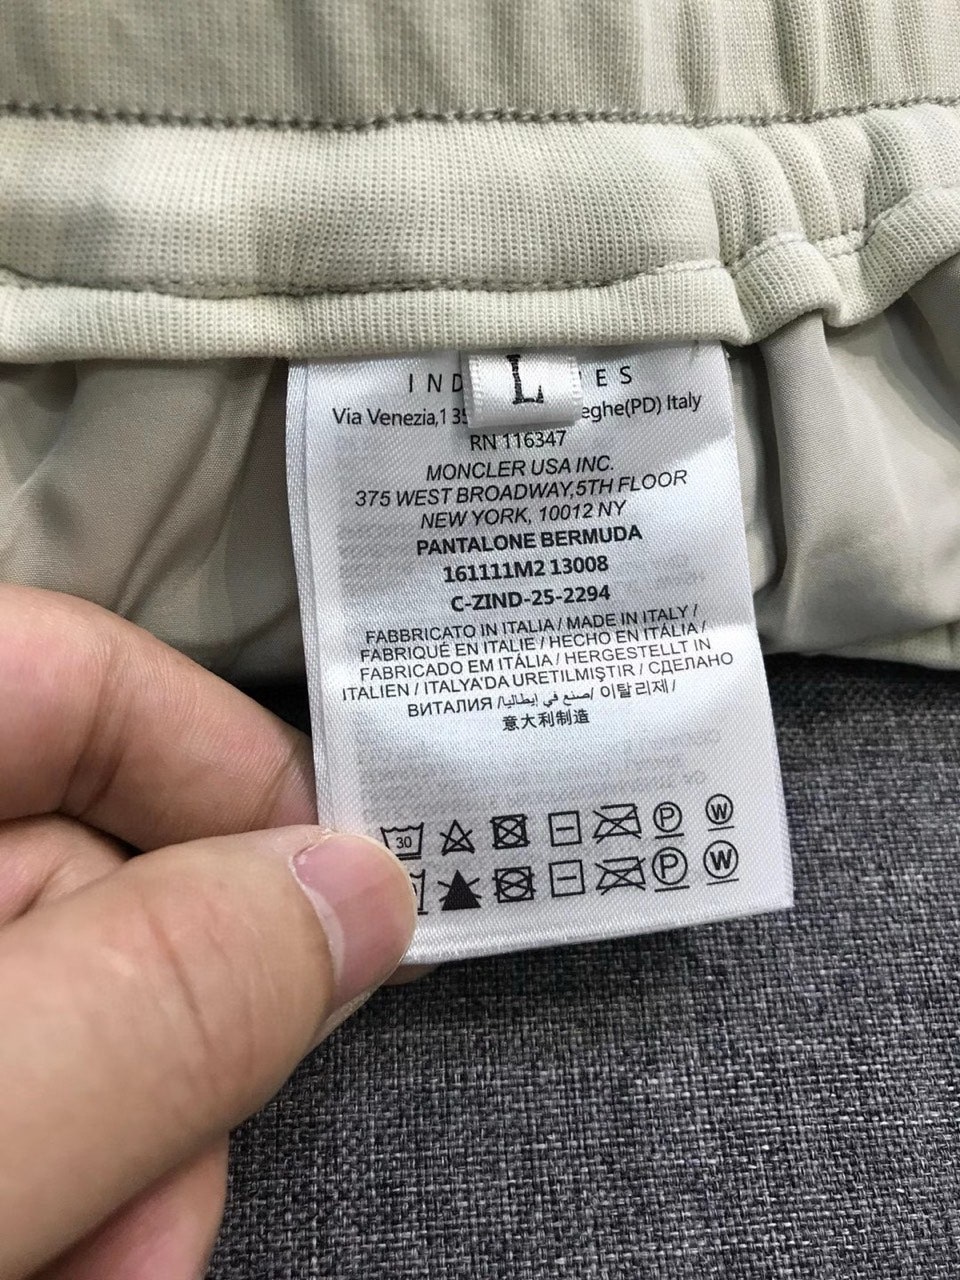 L
IND ES
Via Venezia,1 35 eghe(PD) Italy
RN 116347
MONCLER USA INC.
375 WEST BROADWAY,5TH FLOOR
NEW YORK, 10012 NY
PANTALONE BERMUDA
161111M2 13008
C-ZIND-25-2294
FABBRICATO IN ITALIA / MADE IN ITALY /
FABRIQUÉ EN ITALIE / HECHO EN ITÁLIA /
FABRICADO EM ITÁLIA / HERGESTELLT IN
ITALIEN / ITALYA'DA URETILMIŞTIR / СДЕЛАНО
ВИТАЛИЯ /صنع في إيطاليا/ 이탈리제 /
意大利制造
30 P W
P W